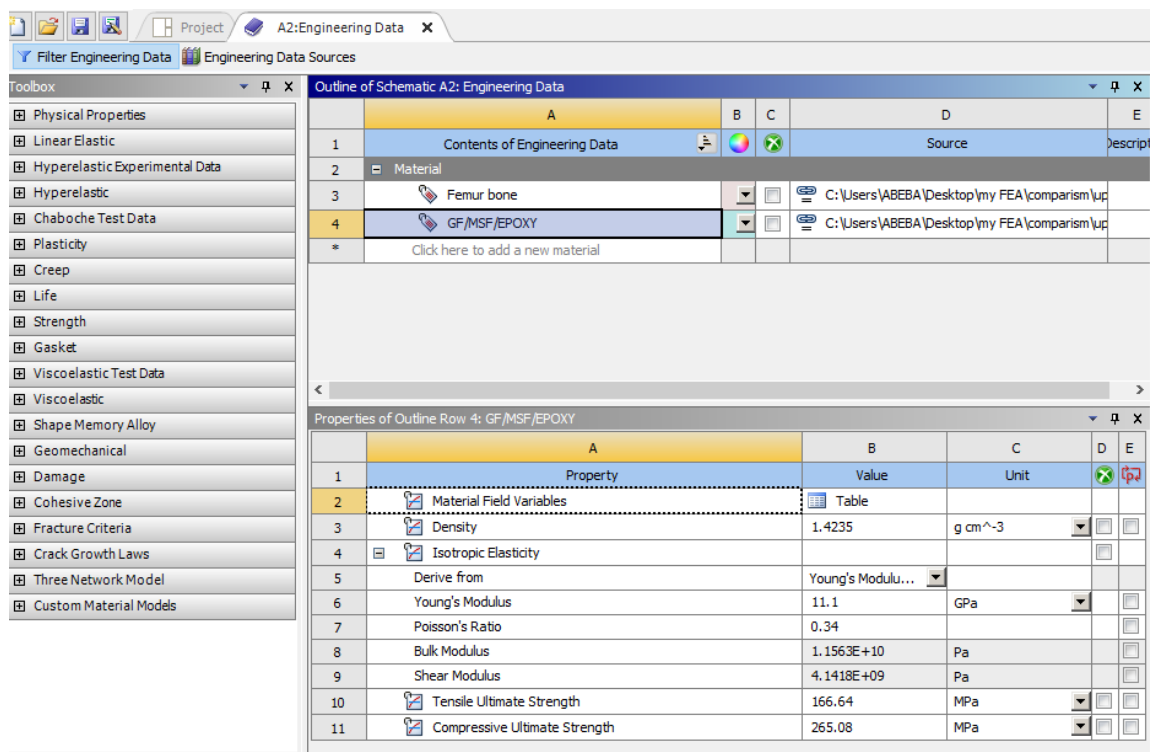 Project
A2:Engineering Data
Filter Engineering Data Engineering Data Sources
Toolbox
Physical Properties
Linear Elastic
Hyperelastic Experimental Data
Hyperelastic
Chaboche Test Data
Plasticity
Creep
Life
Strength
Gasket
Viscoelastic Test Data
Viscoelastic
Shape Memory Alloy
Geomechanical
Damage
Cohesive Zone
Fracture Criteria
Crack Growth Laws
Three Network Model
Custom Material Models
Outline of Schematic A2: Engineering Data
A B C D E
1 Contents of Engineering Data Source Descript
2 Material
3 Femur bone C:\Users\ABEBA\Desktop\my FEA\comparism\up
4 GF/MSF/EPOXY C:\Users\ABEBA\Desktop\my FEA\comparism\up
* Click here to add a new material
Properties of Outline Row 4: GF/MSF/EPOXY
A B C D E
1 Property Value Unit
2 Material Field Variables Table
3 Density 1.4235 g cm^-3
4 Isotropic Elasticity
5 Derive from Young's Modulu...
6 Young's Modulus 11.1 GPa
7 Poisson's Ratio 0.34
8 Bulk Modulus 1.1563E+10 Pa
9 Shear Modulus 4.1418E+09 Pa
10 Tensile Ultimate Strength 166.64 MPa
11 Compressive Ultimate Strength 265.08 MPa